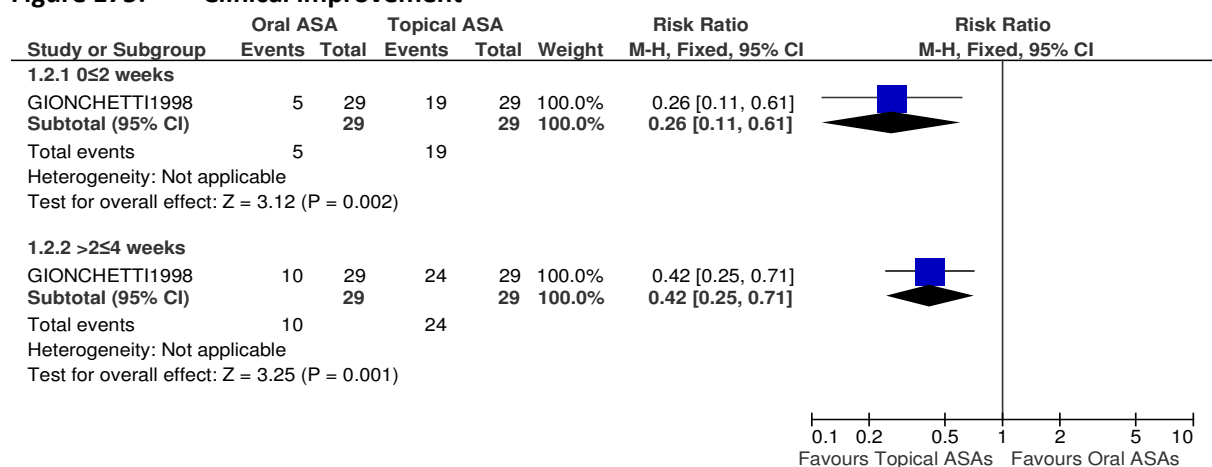 Oral ASA Topical ASA Risk Ratio Risk Ratio
Study or Subgroup Events Total Events Total Weight M-H, Fixed, 95% CI M-H, Fixed, 95% CI
1.2.1 0≤2 weeks
GIONCHETTI1998 5 29 19 29 100.0% 0.26 [0.11, 0.61]
Subtotal (95% CI) 29 29 100.0% 0.26 [0.11, 0.61]
Total events 5 19
Heterogeneity: Not applicable
Test for overall effect: Z = 3.12 (P = 0.002)
1.2.2 >2≤4 weeks
GIONCHETTI1998 10 29 24 29 100.0% 0.42 [0.25, 0.71]
Subtotal (95% CI) 29 29 100.0% 0.42 [0.25, 0.71]
Total events 10 24
Heterogeneity: Not applicable
Test for overall effect: Z = 3.25 (P = 0.001)
0.1 0.2 0.5 1 2 5 10
Favours Topical ASAs Favours Oral ASAs